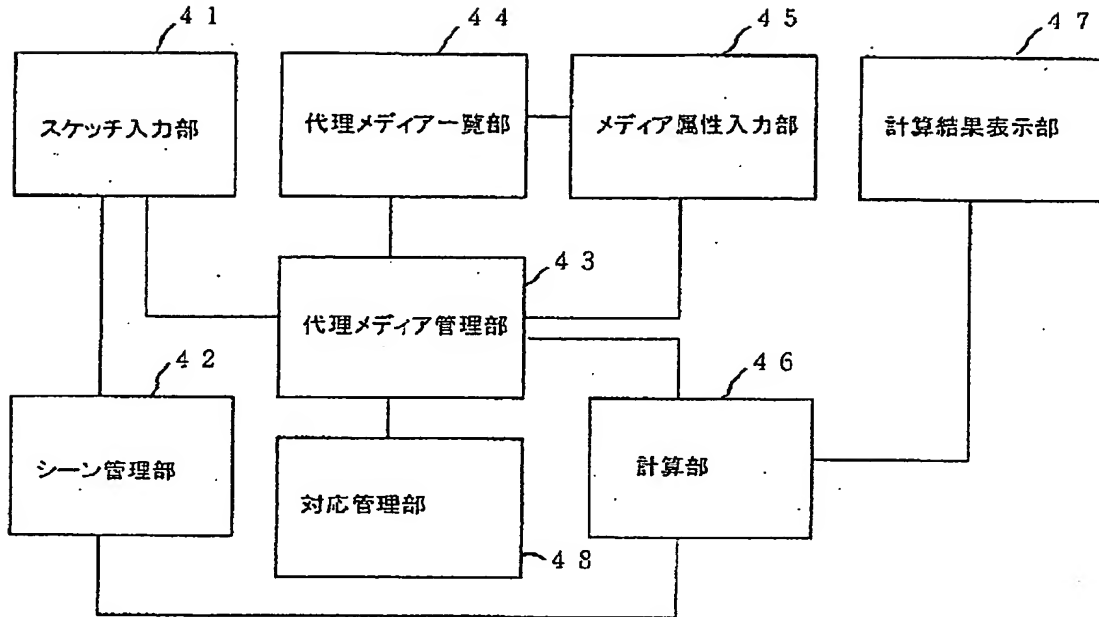 41
44
45
47
スケッチ入力部
代理メディア一覧部
メディア属性入力部
計算結果表示部
43
代理メディア管理部
42
46
シーン管理部
計算部
対応管理部
48